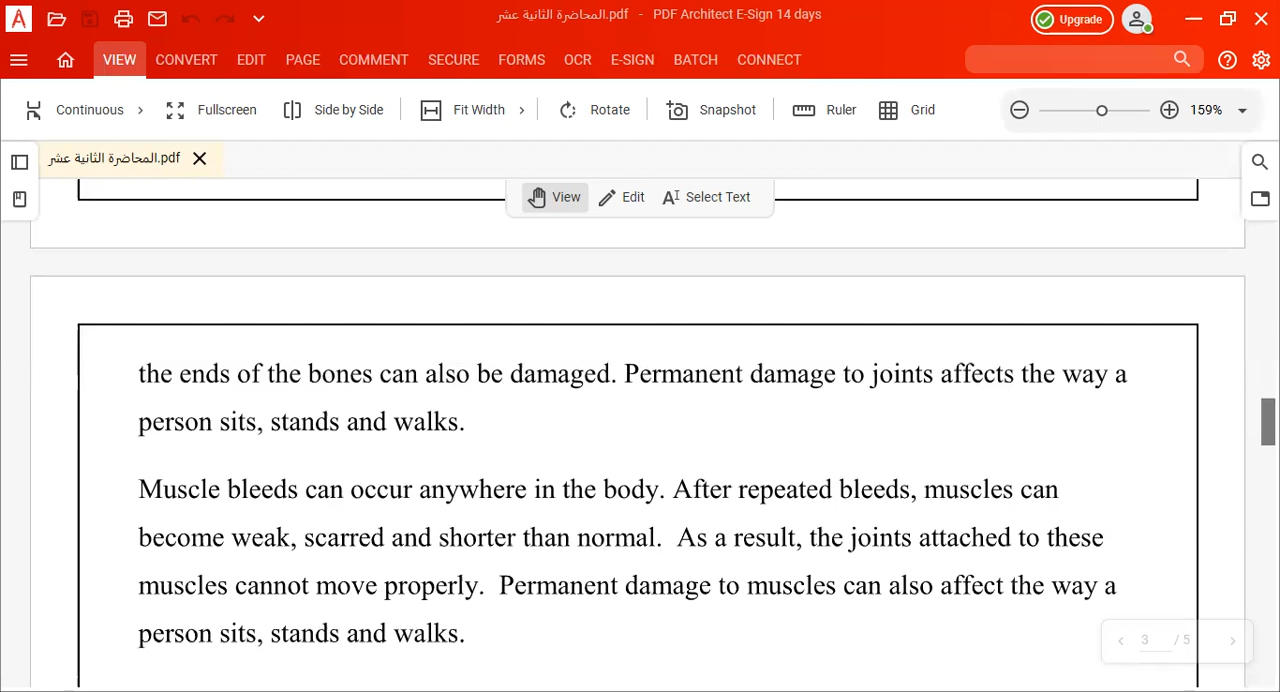 المحاضرة الثانية عشر.pdf - PDF Architect E-Sign 14 days
Upgrade
VIEW CONVERT EDIT PAGE COMMENT SECURE FORMS OCR E-SIGN BATCH CONNECT
Continuous Fullscreen Side by Side Fit Width Rotate Snapshot Ruler Grid 159%
المحاضرة الثانية عشر.pdf
View Edit Select Text
the ends of the bones can also be damaged. Permanent damage to joints affects the way a
person sits, stands and walks.
Muscle bleeds can occur anywhere in the body. After repeated bleeds, muscles can
become weak, scarred and shorter than normal.  As a result, the joints attached to these
muscles cannot move properly.  Permanent damage to muscles can also affect the way a
person sits, stands and walks.
3 / 5